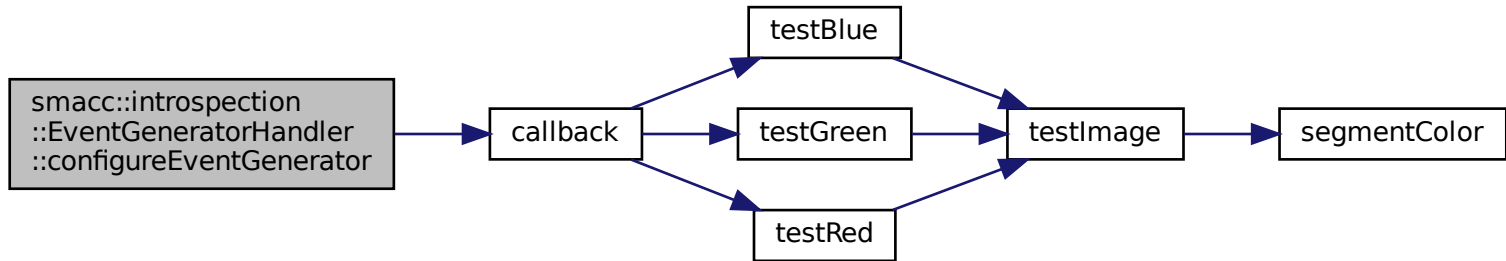 smacc::introspection
::EventGeneratorHandler
::configureEventGenerator
callback
testBlue
testGreen
testRed
testImage
segmentColor